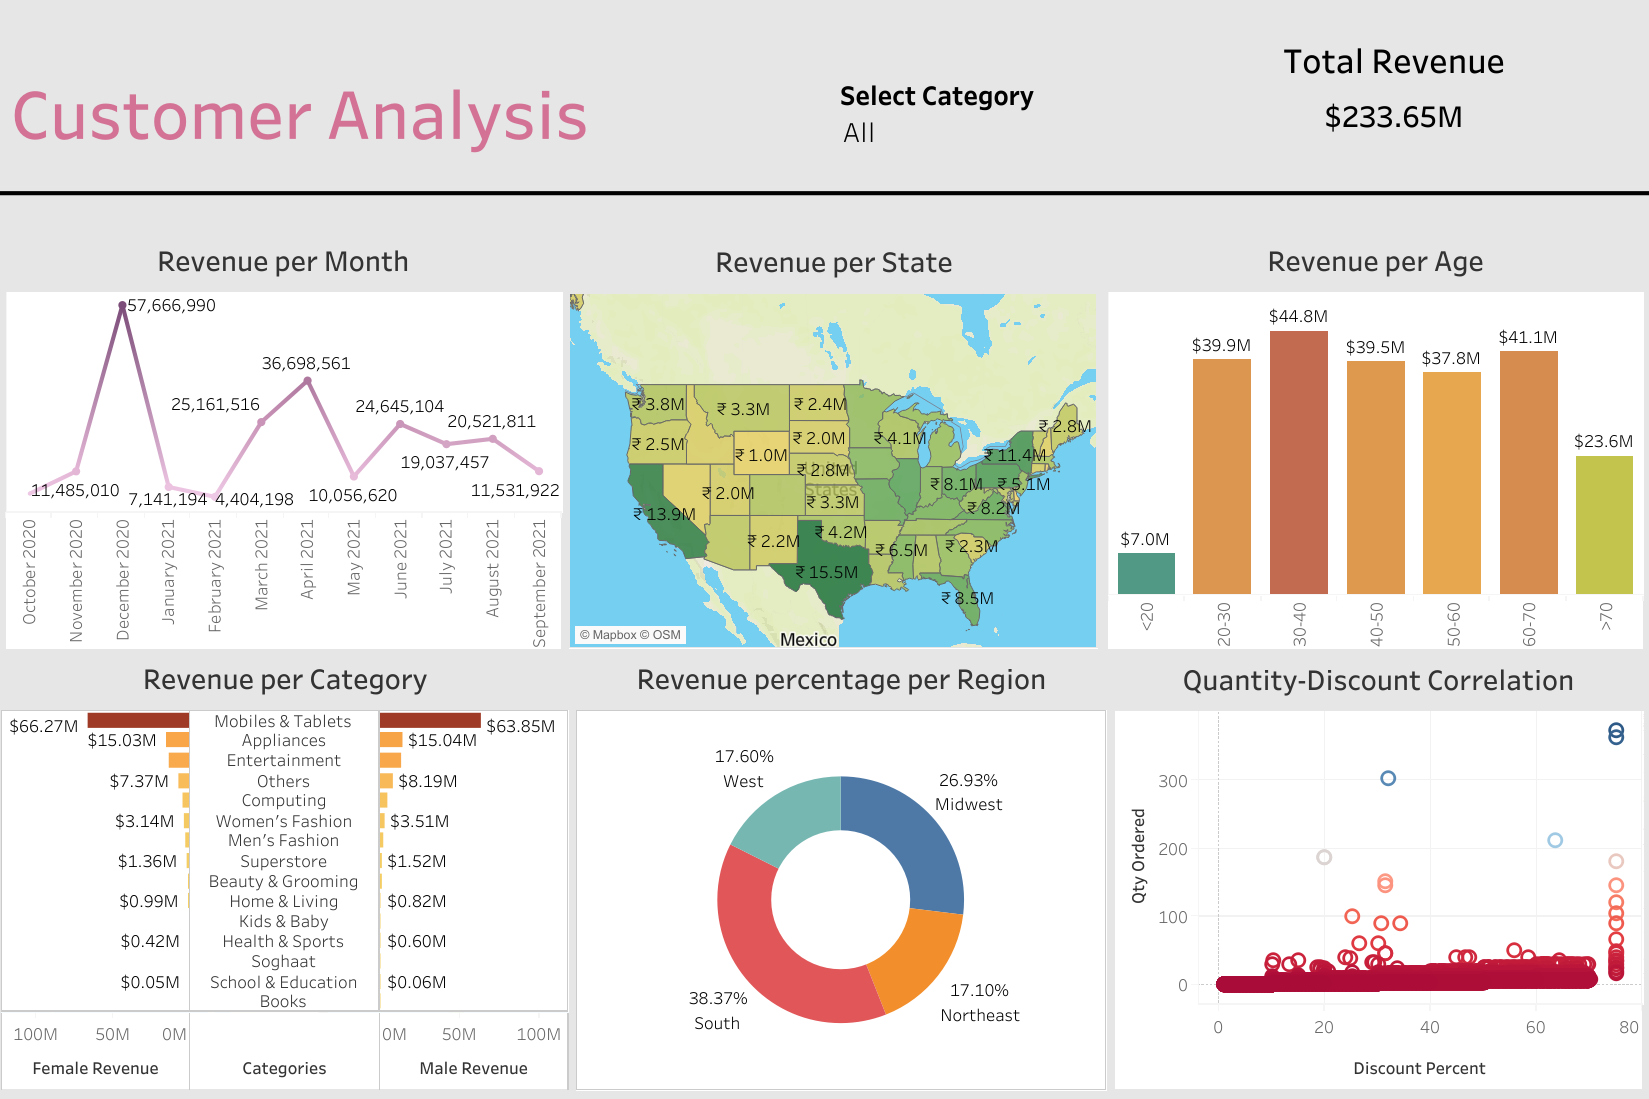 Customer Analysis
Select Category
All
Total Revenue
$233.65M
Revenue per Month
57,666,990
36,698,561
25,161,516
24,645,104
20,521,811
19,037,457
11,485,010
7,141,194
4,404,198
10,056,620
11,531,922
October 2020
November 2020
December 2020
January 2021
February 2021
March 2021
April 2021
May 2021
June 2021
July 2021
August 2021
September 2021
Revenue per State
₹ 3.8M
₹ 3.3M
₹ 2.4M
₹ 2.8M
₹ 2.5M
₹ 2.0M
₹ 4.1M
₹ 1.0M
₹ 11.4M
₹ 2.8M
United
States
₹ 2.0M
₹ 3.3M
₹ 8.1M
₹ 5.1M
₹ 13.9M
₹ 8.2M
₹ 4.2M
₹ 2.2M
₹ 6.5M
₹ 2.3M
₹ 15.5M
₹ 8.5M
© Mapbox © OSM
Mexico
Revenue per Age
$7.0M
$39.9M
$44.8M
$39.5M
$37.8M
$41.1M
$23.6M
<20
20-30
30-40
40-50
50-60
60-70
>70
Revenue per Category
$66.27M Mobiles & Tablets $63.85M
$15.03M Appliances $15.04M
Entertainment
$7.37M Others $8.19M
Computing
$3.14M Women's Fashion $3.51M
Men's Fashion
$1.36M Superstore $1.52M
Beauty & Grooming
$0.99M Home & Living $0.82M
Kids & Baby
$0.42M Health & Sports $0.60M
Soghaat
$0.05M School & Education $0.06M
Books
100M 50M 0M 0M 50M 100M
Female Revenue Categories Male Revenue
Revenue percentage per Region
17.60%
West
26.93%
Midwest
38.37%
South
17.10%
Northeast
Quantity-Discount Correlation
Qty Ordered
300
200
100
0
0 20 40 60 80
Discount Percent